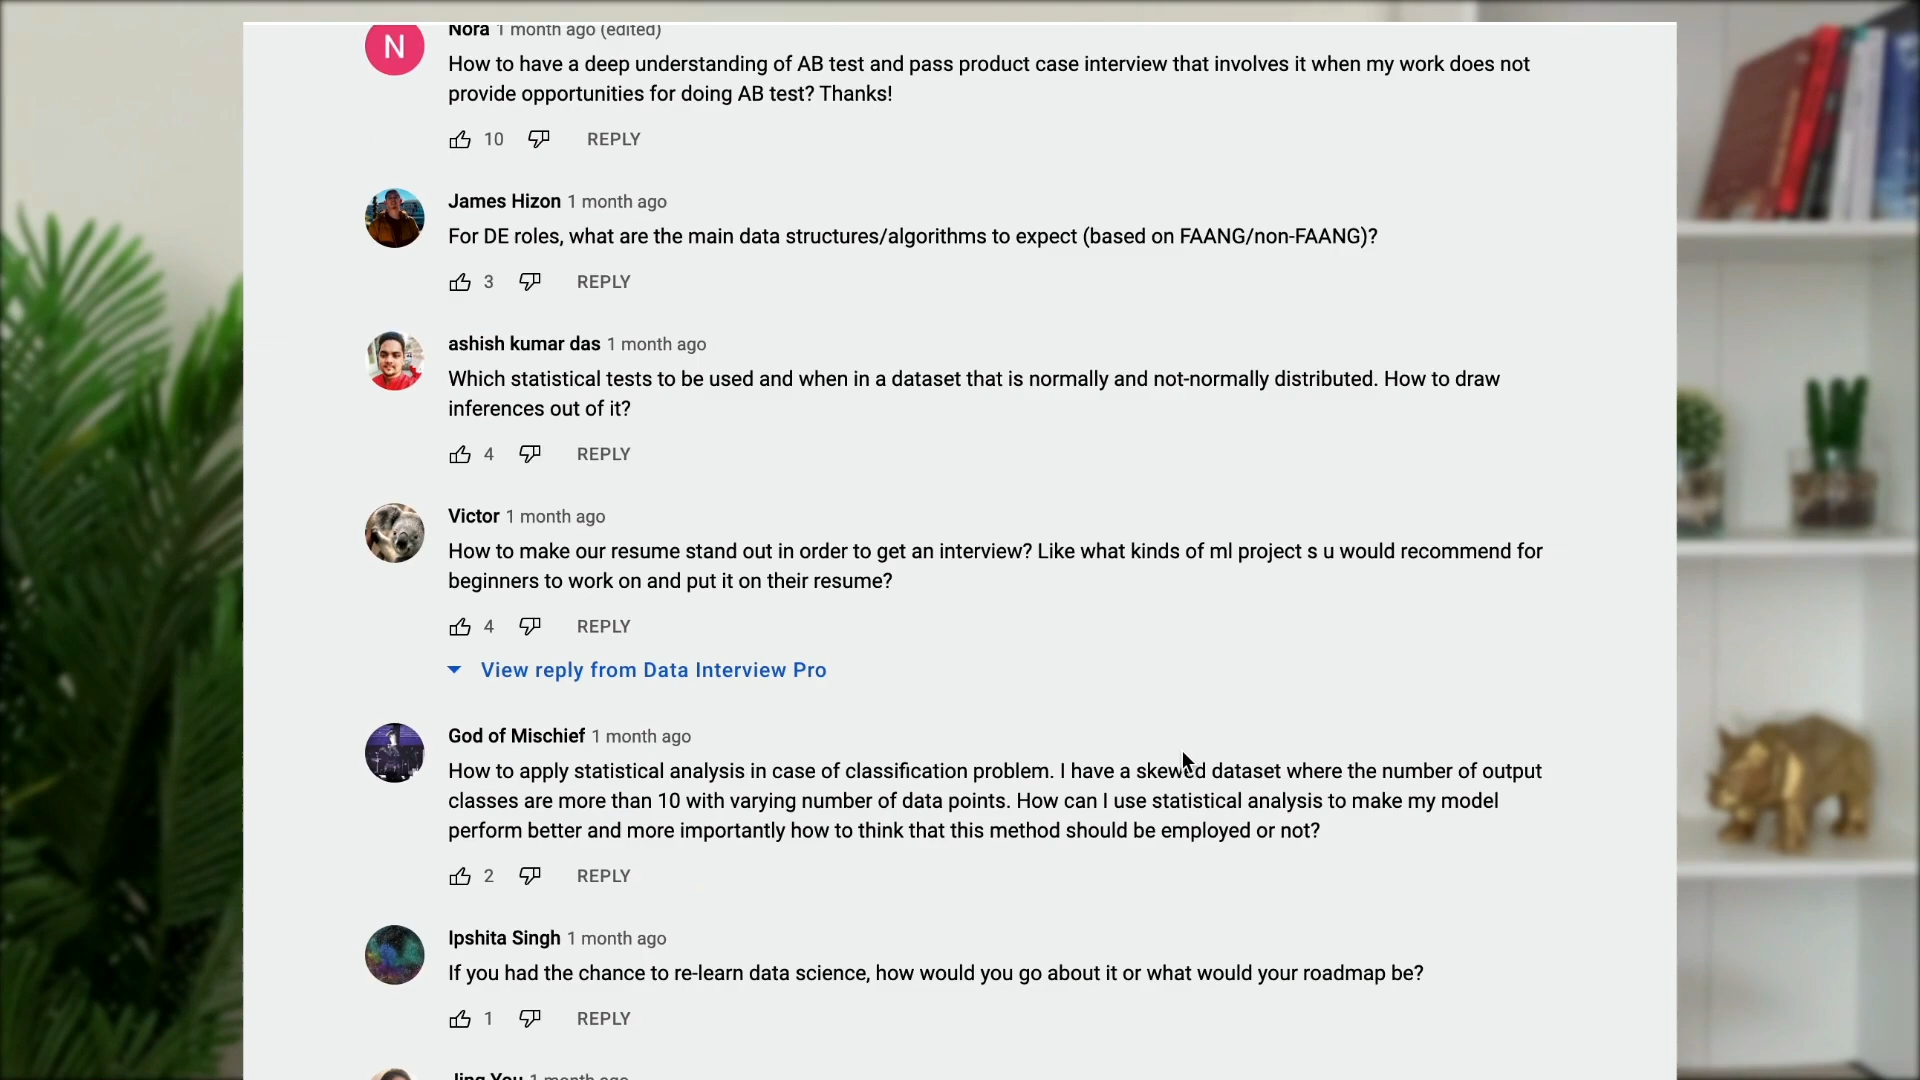 N
Nora 1 month ago (edited)
How to have a deep understanding of AB test and pass product case interview that involves it when my work does not
provide opportunities for doing AB test? Thanks!
10 REPLY
James Hizon 1 month ago
For DE roles, what are the main data structures/algorithms to expect (based on FAANG/non-FAANG)?
3 REPLY
ashish kumar das 1 month ago
Which statistical tests to be used and when in a dataset that is normally and not-normally distributed. How to draw
inferences out of it?
4 REPLY
Victor 1 month ago
How to make our resume stand out in order to get an interview? Like what kinds of ml project s u would recommend for
beginners to work on and put it on their resume?
4 REPLY
View reply from Data Interview Pro
God of Mischief 1 month ago
How to apply statistical analysis in case of classification problem. I have a skewed dataset where the number of output
classes are more than 10 with varying number of data points. How can I use statistical analysis to make my model
perform better and more importantly how to think that this method should be employed or not?
2 REPLY
Ipshita Singh 1 month ago
If you had the chance to re-learn data science, how would you go about it or what would your roadmap be?
1 REPLY
Jing You 1 month ago